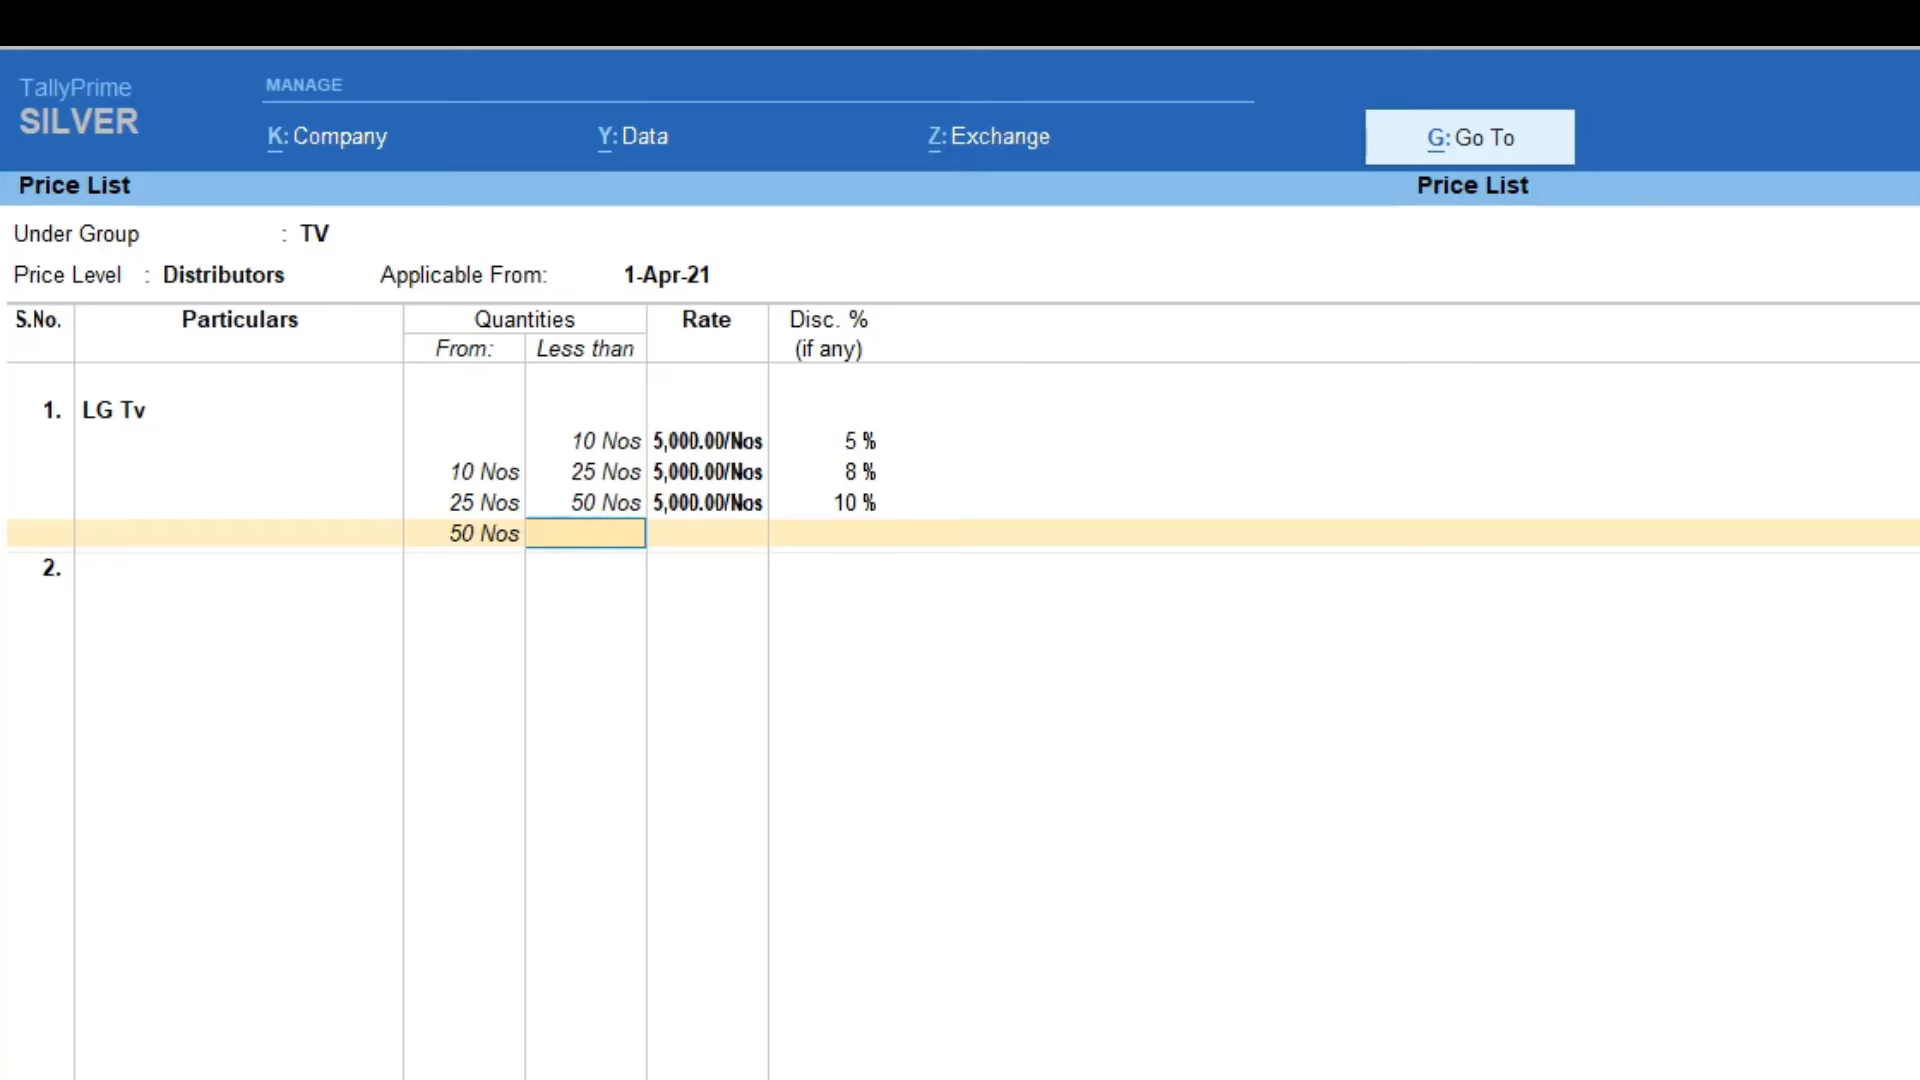 TallyPrime
SILVER
MANAGE
K: Company Y: Data Z: Exchange G: Go To
Price List Price List
Under Group : TV
Price Level : Distributors Applicable From: 1-Apr-21
S.No. Particulars Quantities Rate Disc. %
From: Less than (if any)
1. LG Tv
10 Nos 5,000.00/Nos 5 %
10 Nos 25 Nos 5,000.00/Nos 8 %
25 Nos 50 Nos 5,000.00/Nos 10 %
50 Nos
2.